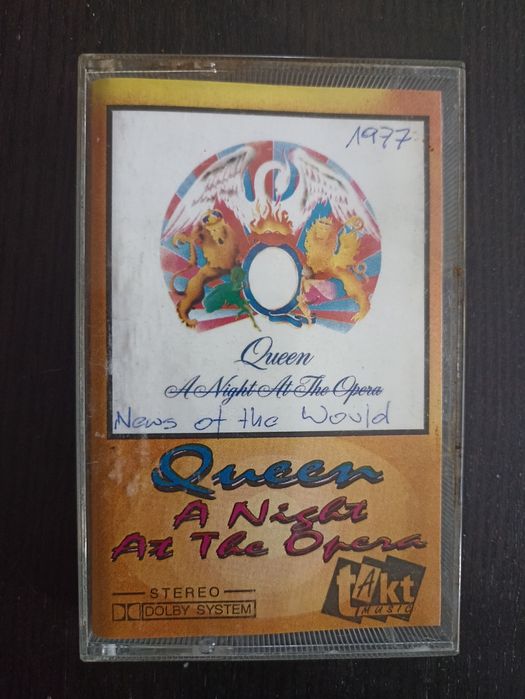 1977
Queen
A Night At The Opera
News of the Would
Queen
A Night
At The Opera
STEREO
DOLBY SYSTEM
tAkt
MUSIC